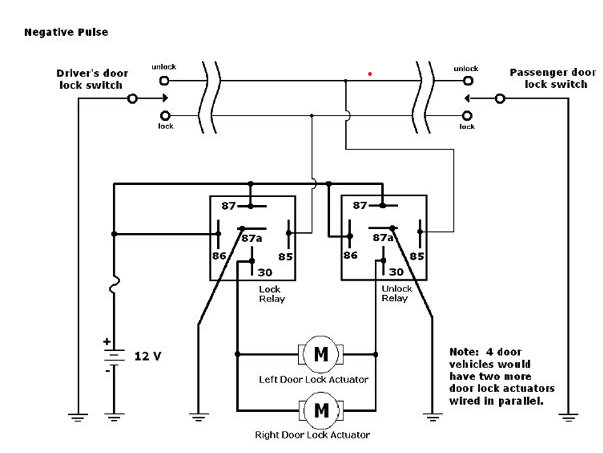 Negative Pulse
unlock
unlock
Driver's door
lock switch
Passenger door
lock switch
lock
lock
87
87
87a
87a
86
85
86
85
30
30
Lock
Relay
Unlock
Relay
+
12 V
-
M
Left Door Lock Actuator
M
Right Door Lock Actuator
Note: 4 door
vehicles would
have two more
door lock actuators
wired in parallel.